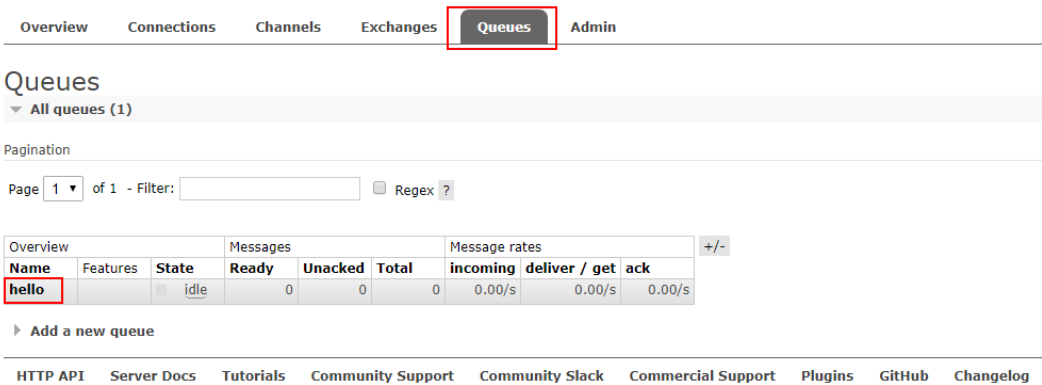 Overview Connections Channels Exchanges Queues Admin
Queues
All queues (1)
Pagination
Page 1 of 1 - Filter: Regex ?
Overview Messages Message rates +/-
Name Features State Ready Unacked Total incoming deliver / get ack
hello idle 0 0 0 0.00/s 0.00/s 0.00/s
Add a new queue
HTTP API Server Docs Tutorials Community Support Community Slack Commercial Support Plugins GitHub Changelog